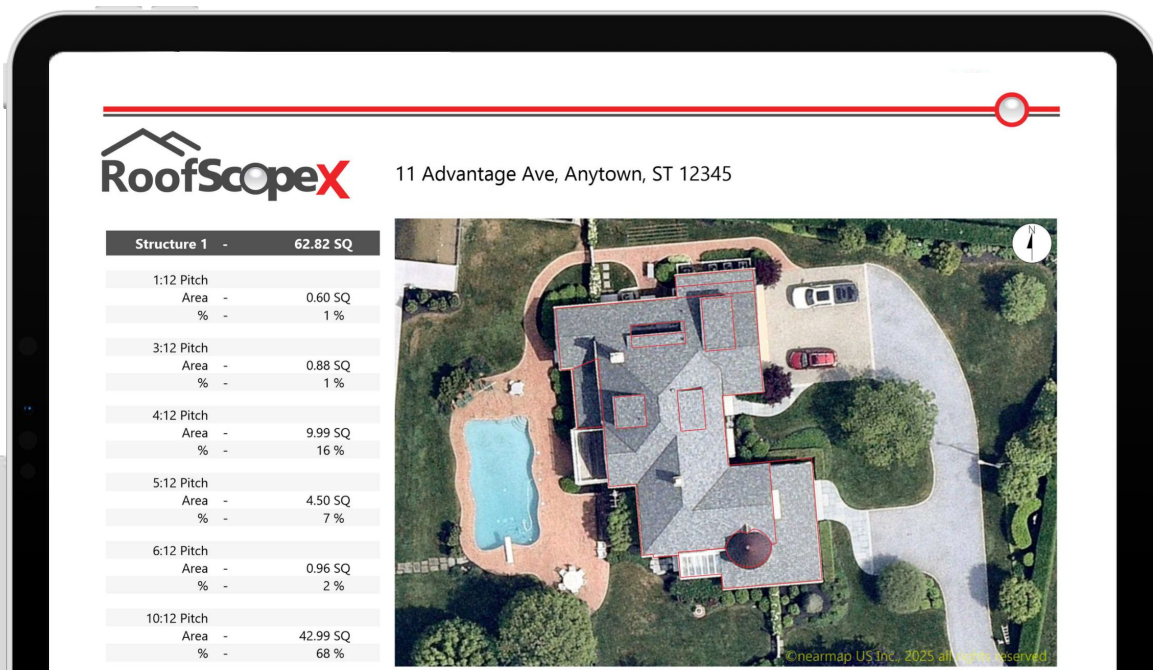 RoofScopeX
11 Advantage Ave, Anytown, ST 12345
Structure 1 - 62.82 SQ
1:12 Pitch
Area - 0.60 SQ
% - 1 %
3:12 Pitch
Area - 0.88 SQ
% - 1 %
4:12 Pitch
Area - 9.99 SQ
% - 16 %
5:12 Pitch
Area - 4.50 SQ
% - 7 %
6:12 Pitch
Area - 0.96 SQ
% - 2 %
10:12 Pitch
Area - 42.99 SQ
% - 68 %
N
©nearmap US Inc., 2025 all rights reserved.